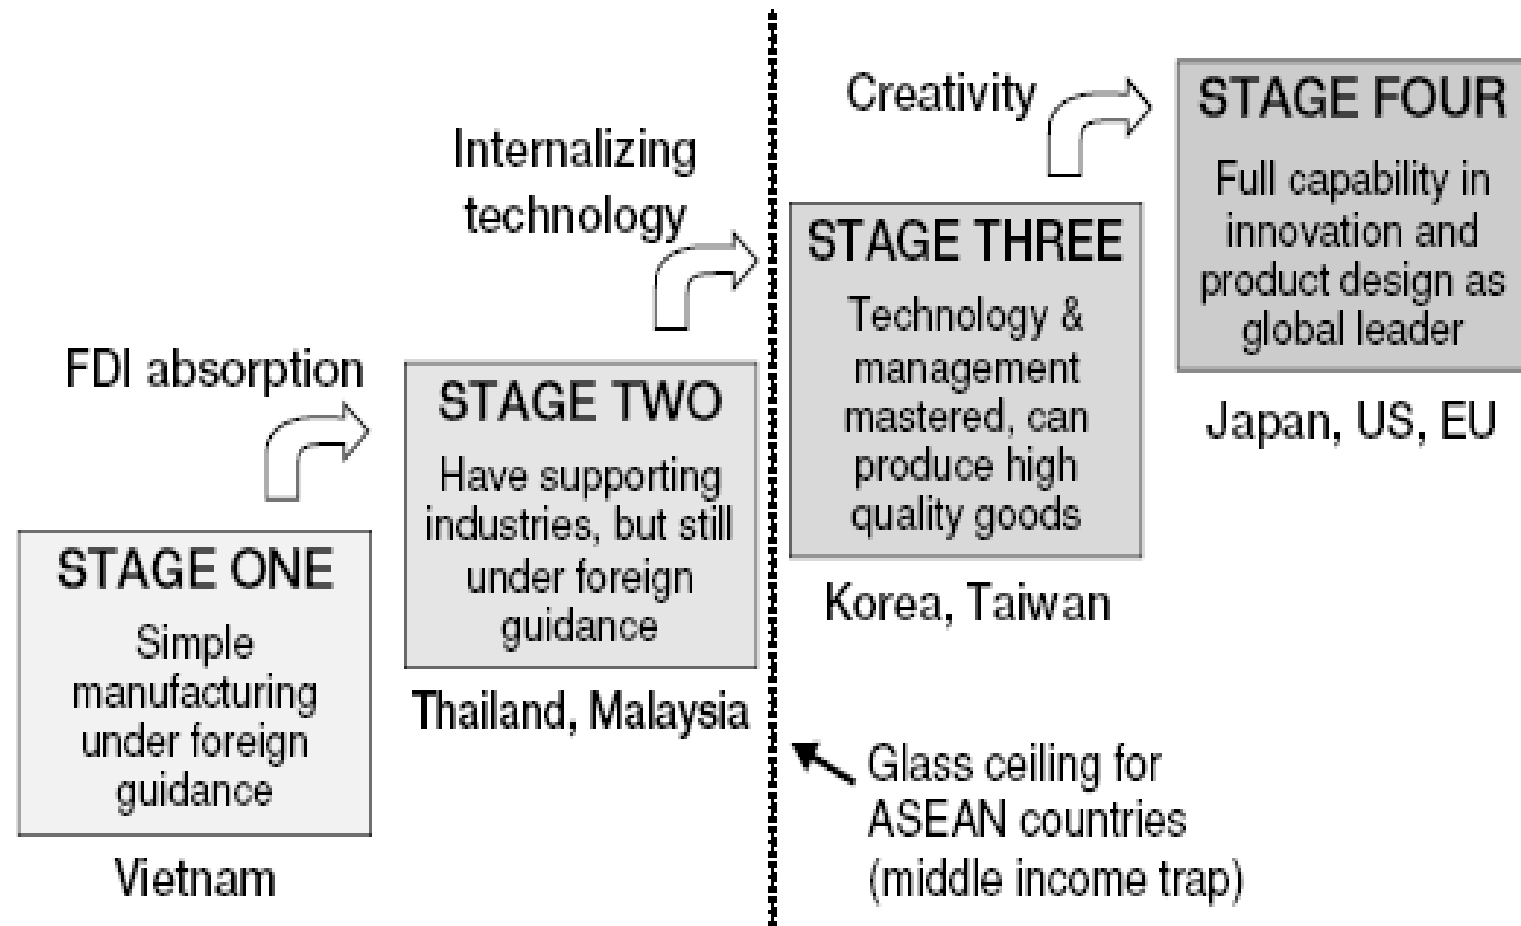 STAGE ONE
Simple
manufacturing
under foreign
guidance
Vietnam
FDI absorption
STAGE TWO
Have supporting
industries, but still
under foreign
guidance
Thailand, Malaysia
Internalizing
technology
STAGE THREE
Technology &
management
mastered, can
produce high
quality goods
Korea, Taiwan
Creativity
STAGE FOUR
Full capability in
innovation and
product design as
global leader
Japan, US, EU
Glass ceiling for
ASEAN countries
(middle income trap)